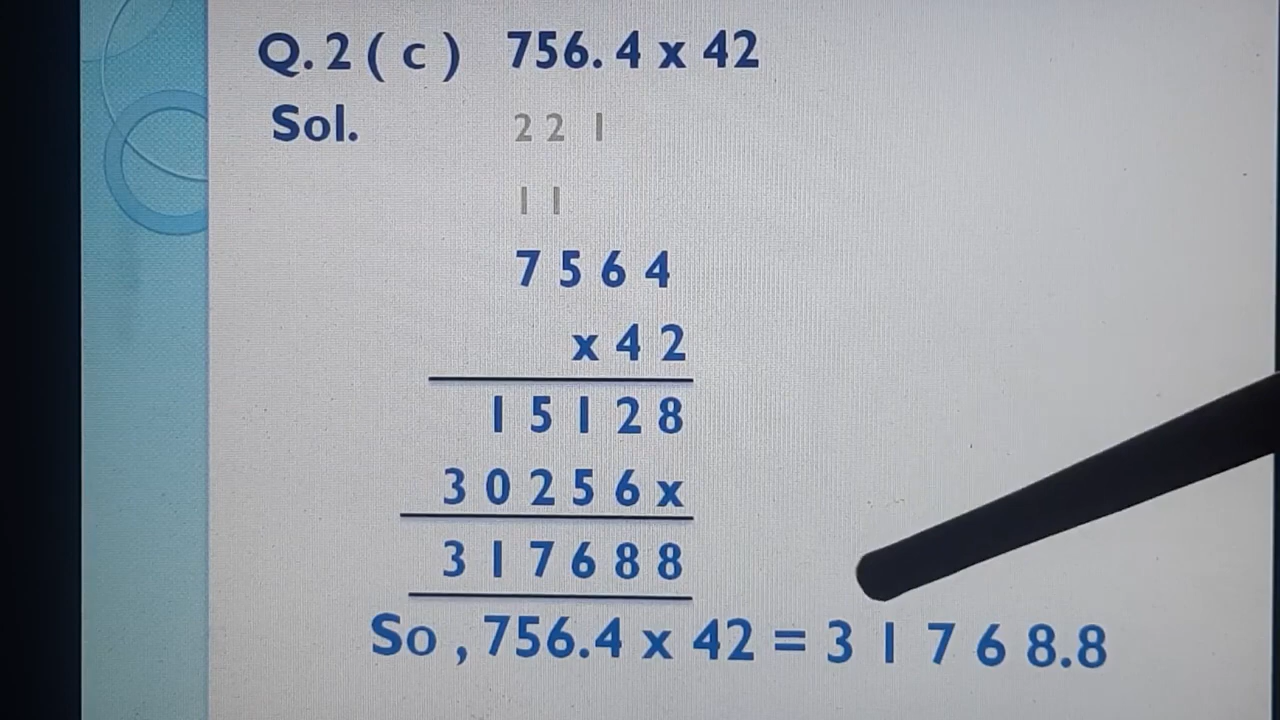 Q.2 ( c ) 756.4 x 42
Sol. 2 2 1
1 1
7 5 6 4
x 4 2
1 5 1 2 8
3 0 2 5 6 x
3 1 7 6 8 8
So , 756.4 x 42 = 3 1 7 6 8.8